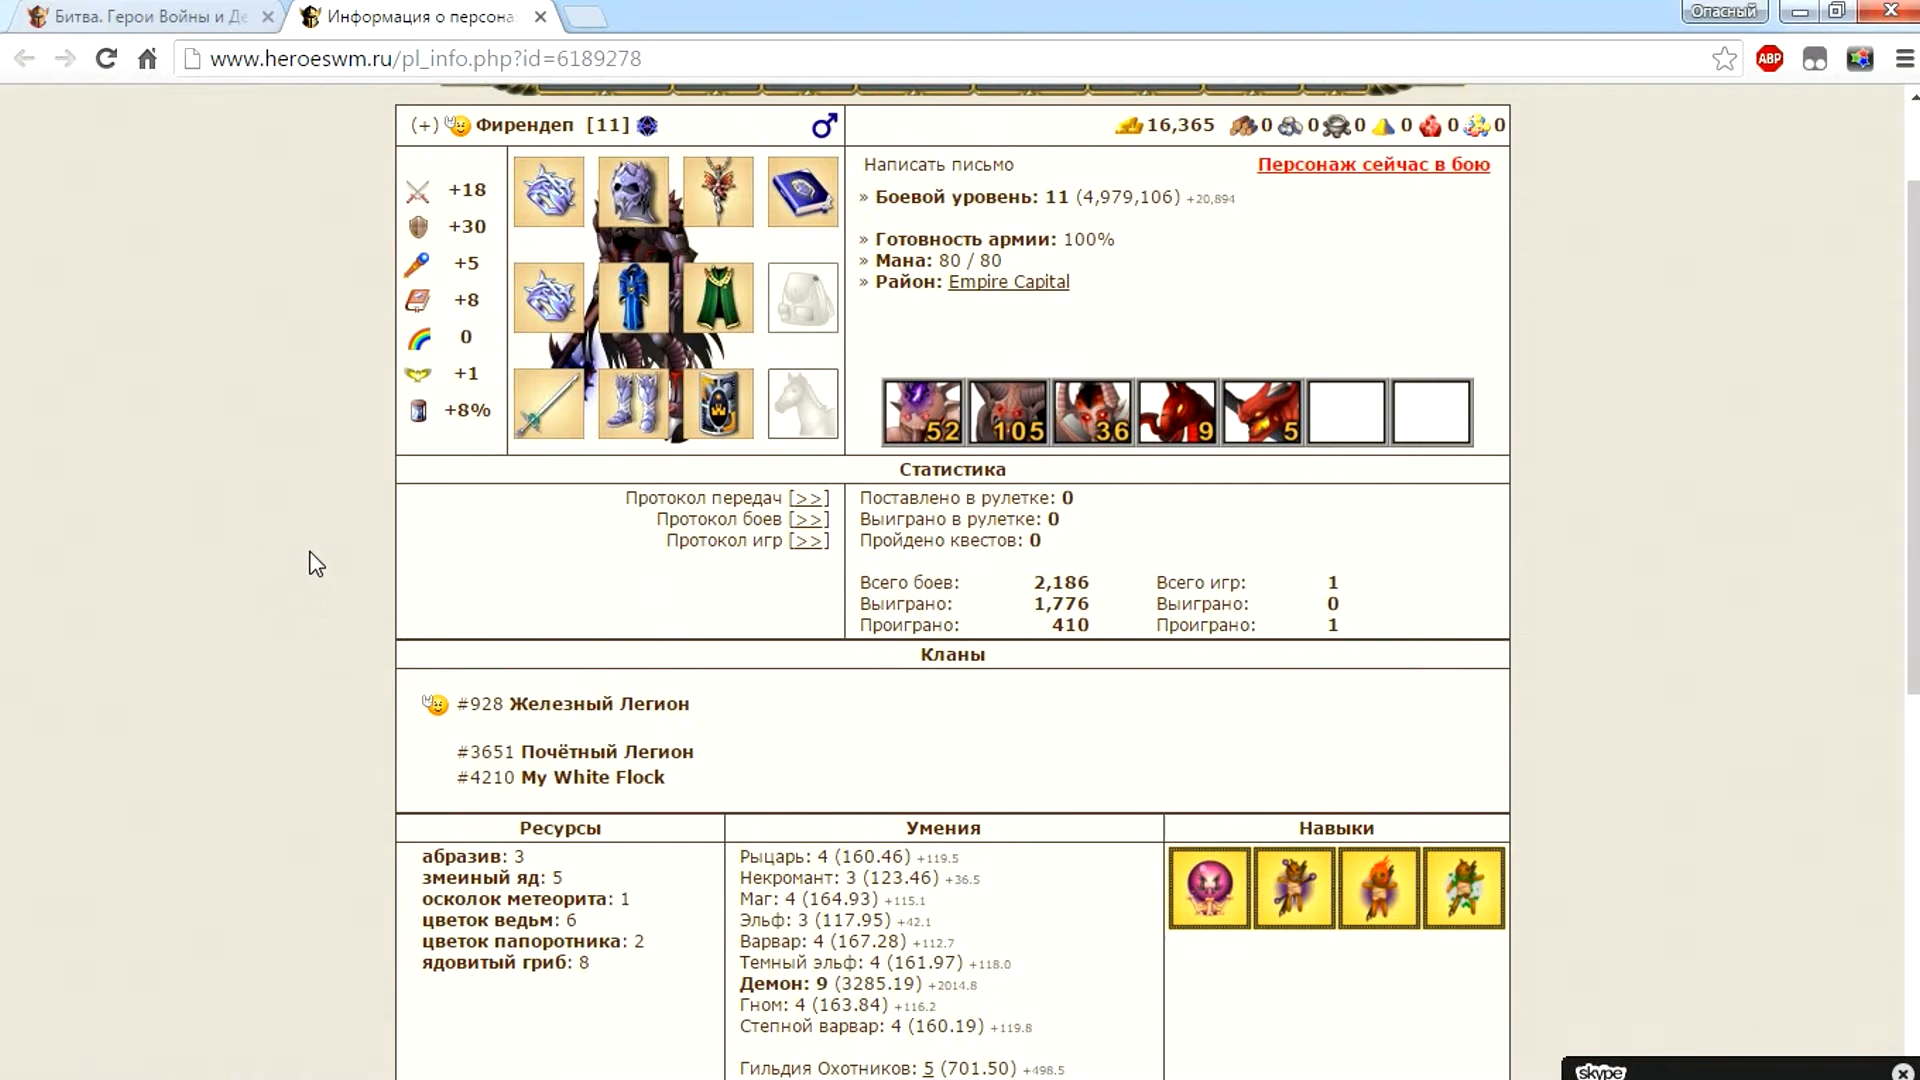 Битва. Герои Войны и Де
Информация о персона
Опасный
www.heroeswm.ru/pl_info.php?id=6189278
ABP
(+) Фирендеп [11]
16,365 0 0 0 0 0 0
Написать письмо
Персонаж сейчас в бою
+18
+30
+5
+8
0
+1
+8%
» Боевой уровень: 11 (4,979,106) +20,894
» Готовность армии: 100%
» Мана: 80 / 80
» Район: Empire Capital
52 105 36 9 5
Статистика
Протокол передач [>>]
Протокол боев [>>]
Протокол игр [>>]
Поставлено в рулетке: 0
Выиграно в рулетке: 0
Пройдено квестов: 0
Всего боев: 2,186 Всего игр: 1
Выиграно: 1,776 Выиграно: 0
Проиграно: 410 Проиграно: 1
Кланы
#928 Железный Легион
#3651 Почётный Легион
#4210 My White Flock
Ресурсы
абразив: 3
змеиный яд: 5
осколок метеорита: 1
цветок ведьм: 6
цветок папоротника: 2
ядовитый гриб: 8
Умения
Рыцарь: 4 (160.46) +119.5
Некромант: 3 (123.46) +36.5
Маг: 4 (164.93) +115.1
Эльф: 3 (117.95) +42.1
Варвар: 4 (167.28) +112.7
Темный эльф: 4 (161.97) +118.0
Демон: 9 (3285.19) +2014.8
Гном: 4 (163.84) +116.2
Степной варвар: 4 (160.19) +119.8
Гильдия Охотников: 5 (701.50) +498.5
Навыки
skype